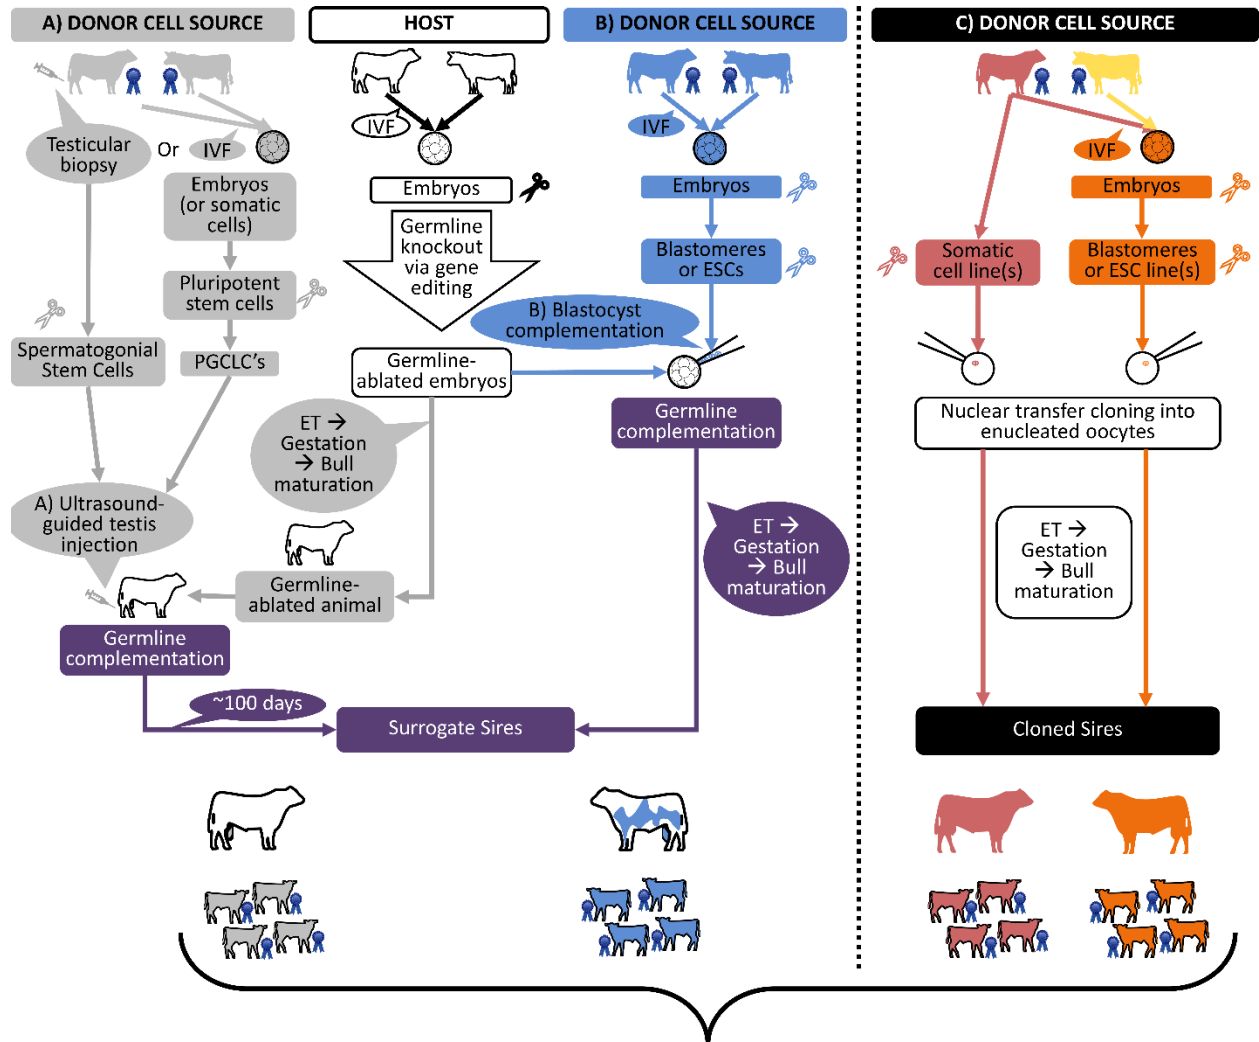 A) DONOR CELL SOURCE
HOST
B) DONOR CELL SOURCE
C) DONOR CELL SOURCE
Testicular
biopsy
Or
IVF
IVF
IVF
IVF
Embryos
(or somatic
cells)
Embryos
Embryos
Embryos
Germline
knockout
via gene
editing
Blastomeres
or ESCs
Somatic
cell line(s)
Blastomeres
or ESC line(s)
Pluripotent
stem cells
B) Blastocyst
complementation
Spermatogonial
Stem Cells
PGCLC's
Germline-
ablated embryos
Germline
complementation
Nuclear transfer cloning into
enucleated oocytes
ET →
Gestation
→ Bull
maturation
A) Ultrasound-
guided testis
injection
ET →
Gestation
→ Bull
maturation
ET →
Gestation
→ Bull
maturation
Germline-
ablated animal
Germline
complementation
~100 days
Surrogate Sires
Cloned Sires